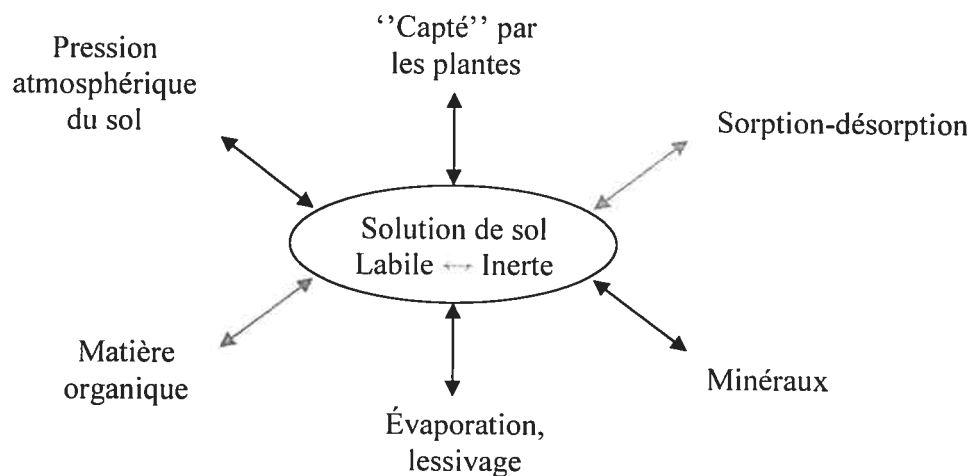 Pression
atmosphérique
du sol
‘‘Capté’’ par
les plantes
Sorption-désorption
Solution de sol
Labile ↔ Inerte
Matière
organique
Évaporation,
lessivage
Minéraux